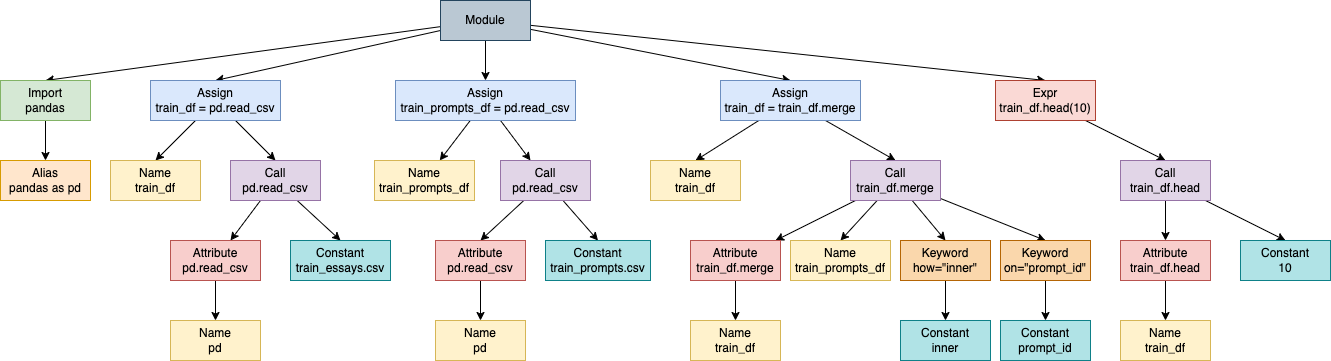 Module
Import
pandas
Assign
train_df = pd.read_csv
Assign
train_prompts_df = pd.read_csv
Assign
train_df = train_df.merge
Expr
train_df.head(10)
Alias
pandas as pd
Name
train_df
Call
pd.read_csv
Name
train_prompts_df
Call
pd.read_csv
Name
train_df
Call
train_df.merge
Call
train_df.head
Attribute
pd.read_csv
Constant
train_essays.csv
Attribute
pd.read_csv
Constant
train_prompts.csv
Attribute
train_df.merge
Name
train_prompts_df
Keyword
how="inner"
Keyword
on="prompt_id"
Attribute
train_df.head
Constant
10
Name
pd
Name
pd
Name
train_df
Constant
inner
Constant
prompt_id
Name
train_df